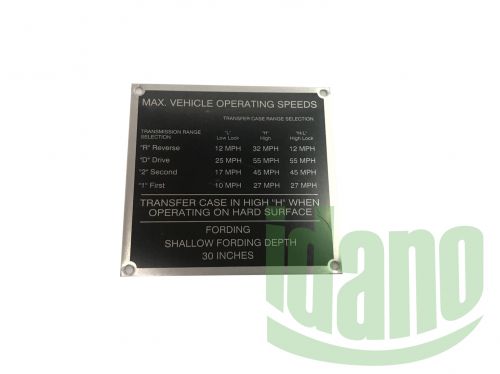 MAX. VEHICLE OPERATING SPEEDS
TRANSFER CASE RANGE SELECTION
TRANSMISSION RANGE "L" "H" "H/L"
SELECTION Low Lock High High Lock
"R" Reverse 12 MPH 32 MPH 12 MPH
"D" Drive 25 MPH 55 MPH 55 MPH
"2" Second 17 MPH 45 MPH 45 MPH
"1" First 10 MPH 27 MPH 27 MPH
TRANSFER CASE IN HIGH "H" WHEN
OPERATING ON HARD SURFACE
FORDING
SHALLOW FORDING DEPTH
30 INCHES
idano